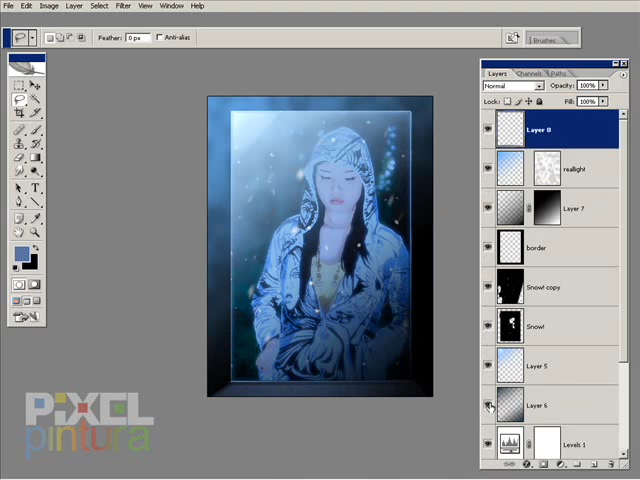 File Edit Image Layer Select Filter View Window Help
Feather: 0 px Anti-alias
Brushes
Layers Channels Paths
Normal Opacity: 100%
Lock: Fill: 100%
Layer 8
reallight
Layer 7
border
Snow! copy
Snow!
Layer 5
Layer 6
Levels 1
T
PiXEL
pintura